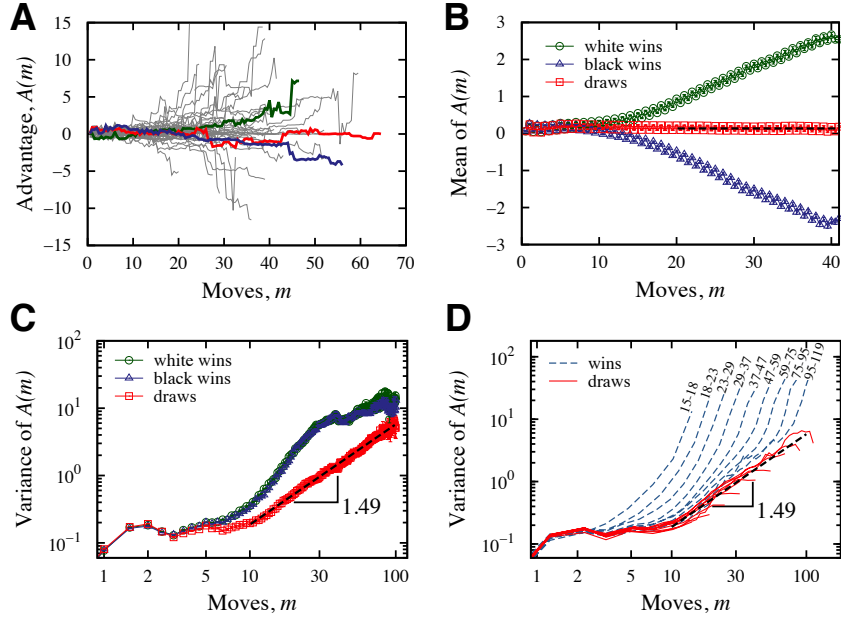 A
Advantage, A(m)
15
10
5
0
−5
−10
−15
0 10 20 30 40 50 60 70
Moves, m
B
Mean of A(m)
3
2
1
0
−1
−2
−3
white wins
black wins
draws
0 10 20 30 40
Moves, m
C
Variance of A(m)
10²
10¹
10⁰
10⁻¹
white wins
black wins
draws
1.49
1 2 5 10 30 100
Moves, m
D
Variance of A(m)
10²
10¹
10⁰
10⁻¹
wins
draws
15-18
18-23
23-29
29-37
37-47
47-59
59-75
75-95
95-119
1.49
1 2 5 10 30 100
Moves, m